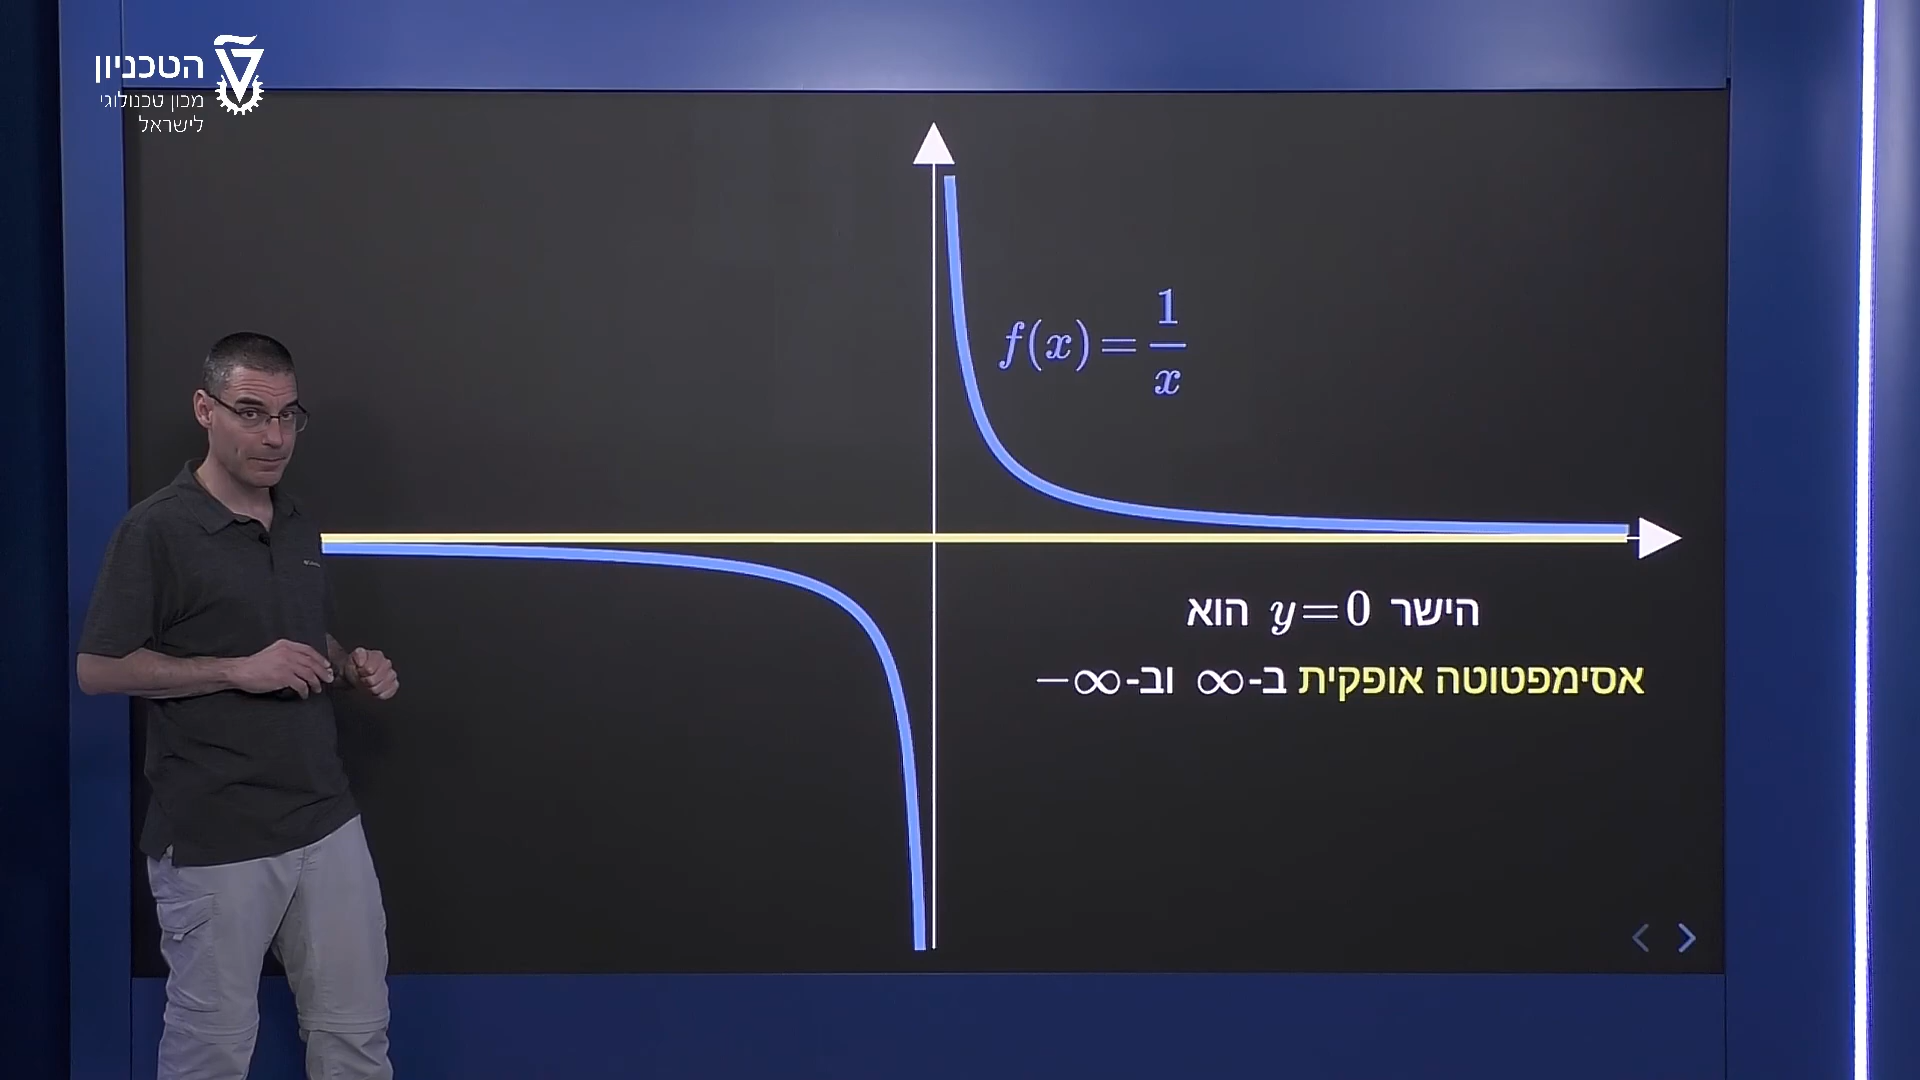 הטכניון
מכון טכנולוגי
לישראל
f(x) = 1/x
הישר y=0 הוא
אסימפטוטה אופקית ב-∞ וב-∞−